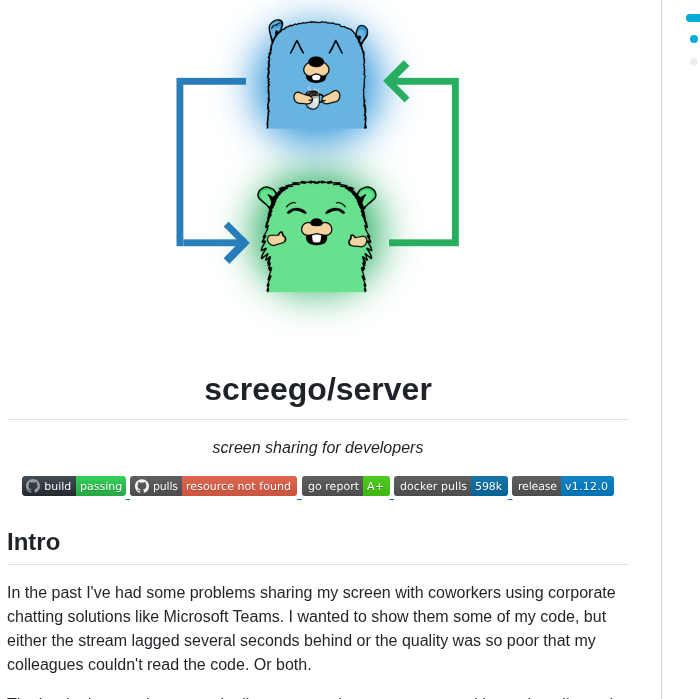 screego/server
screen sharing for developers
build passing pulls resource not found go report A+ docker pulls 598k release v1.12.0
Intro
In the past I've had some problems sharing my screen with coworkers using corporate
chatting solutions like Microsoft Teams. I wanted to show them some of my code, but
either the stream lagged several seconds behind or the quality was so poor that my
colleagues couldn't read the code. Or both.